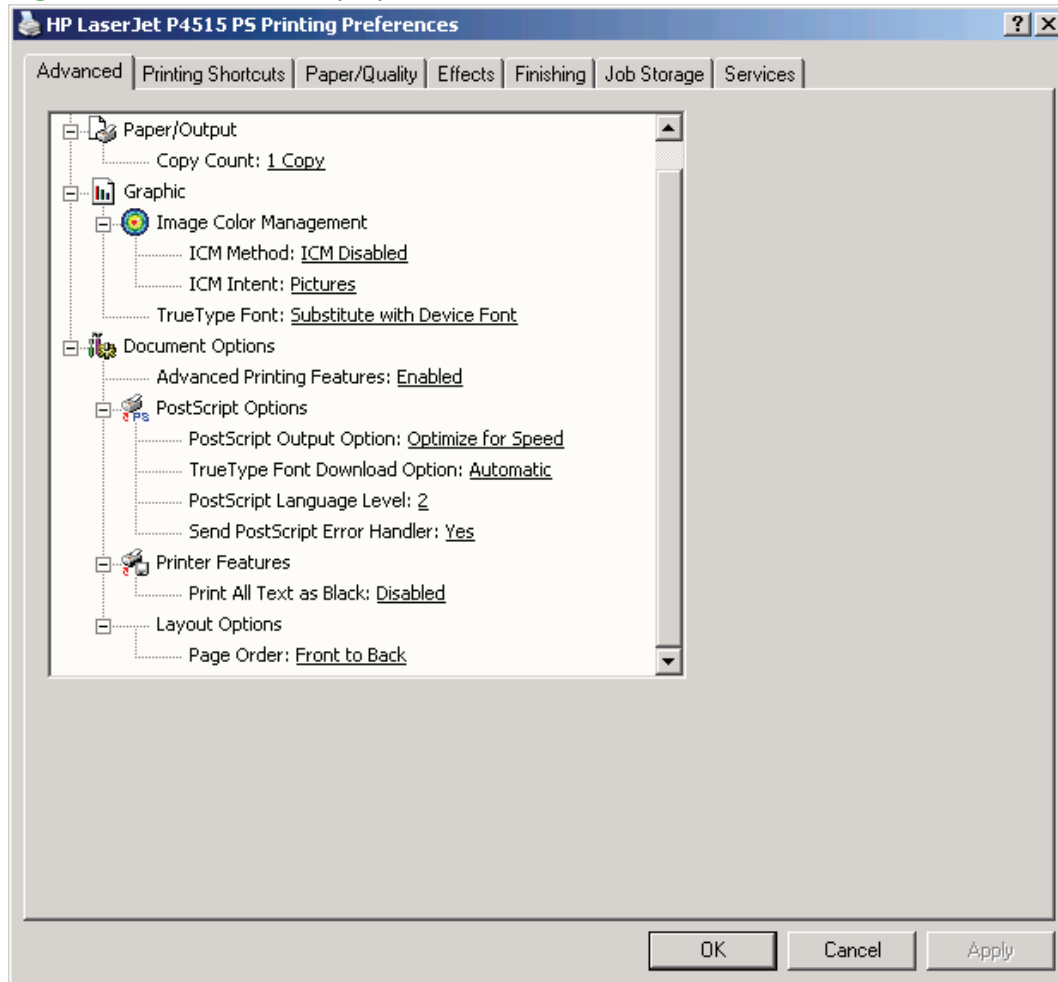 HP LaserJet P4515 PS Printing Preferences
Advanced Printing Shortcuts Paper/Quality Effects Finishing Job Storage Services
Paper/Output
Copy Count: 1 Copy
Graphic
Image Color Management
ICM Method: ICM Disabled
ICM Intent: Pictures
TrueType Font: Substitute with Device Font
Document Options
Advanced Printing Features: Enabled
PostScript Options
PostScript Output Option: Optimize for Speed
TrueType Font Download Option: Automatic
PostScript Language Level: 2
Send PostScript Error Handler: Yes
Printer Features
Print All Text as Black: Disabled
Layout Options
Page Order: Front to Back
OK Cancel Apply